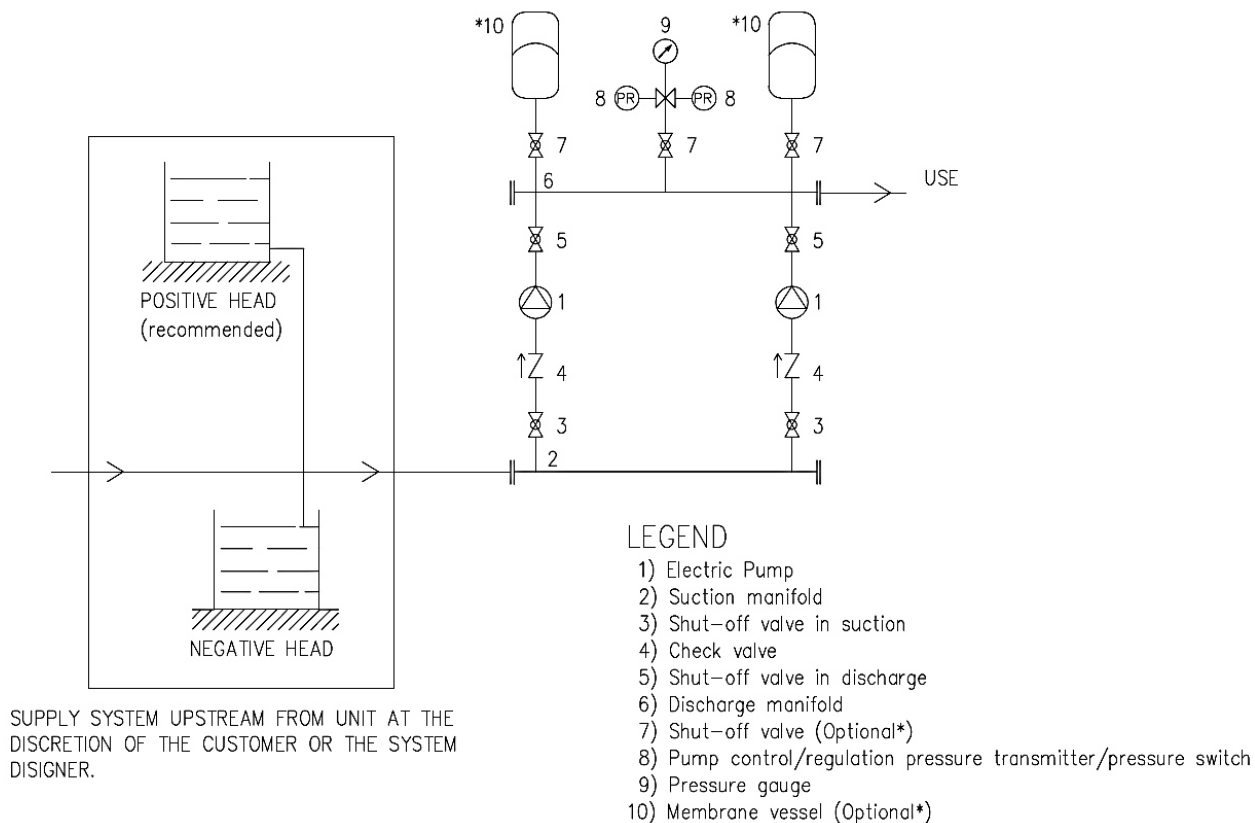 *10
9
*10
8 PR PR 8
7
7
7
6
USE
5
5
POSITIVE HEAD
(recommended)
1
1
4
4
3
3
2
NEGATIVE HEAD
SUPPLY SYSTEM UPSTREAM FROM UNIT AT THE
DISCRETION OF THE CUSTOMER OR THE SYSTEM
DISIGNER.
LEGEND
1) Electric Pump
2) Suction manifold
3) Shut-off valve in suction
4) Check valve
5) Shut-off valve in discharge
6) Discharge manifold
7) Shut-off valve (Optional*)
8) Pump control/regulation pressure transmitter/pressure switch
9) Pressure gauge
10) Membrane vessel (Optional*)